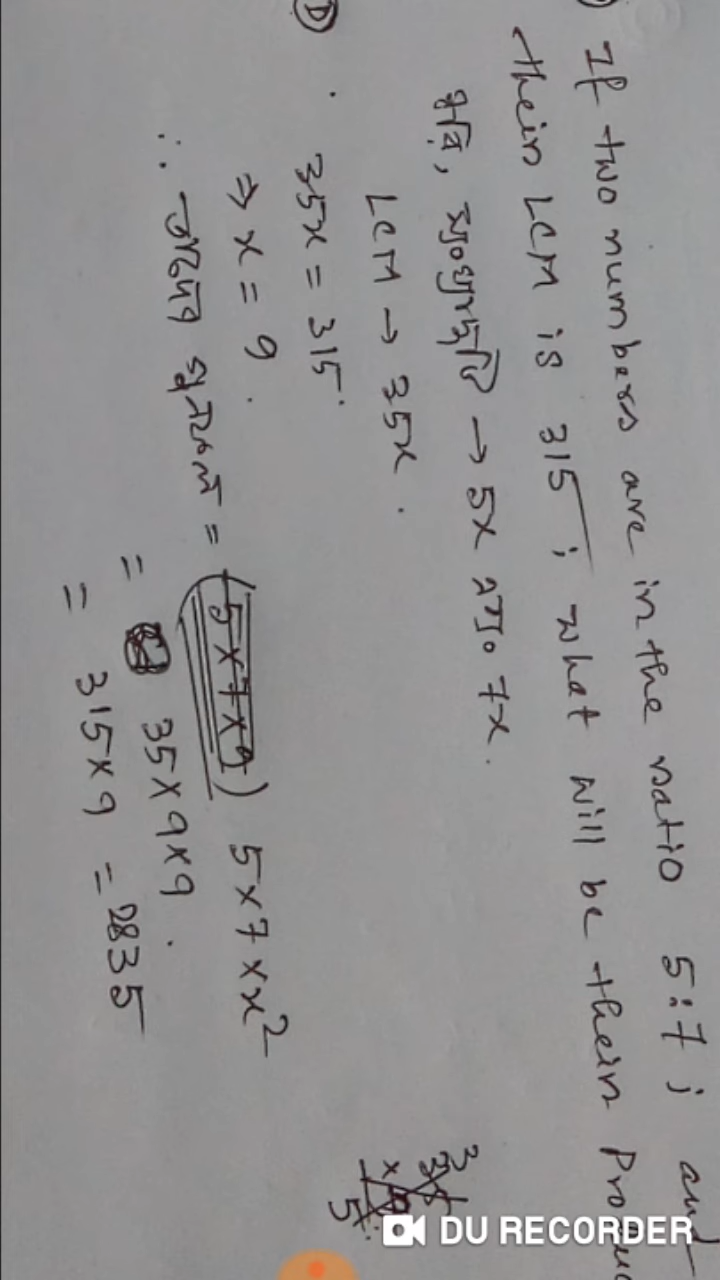 If two numbers are in the ratio 5:7; and
their LCM is 315; what will be their Produc
ধরি, সংখ্যাদুটি → 5x এবং 7x.
LCM → 35x.
D
35x = 315.
⇒ x = 9.
∴ তাদের গুণফল = (5×7×9) 5×7×x²
= 35×9×9.
= 315×9 = 2835
DU RECORDER